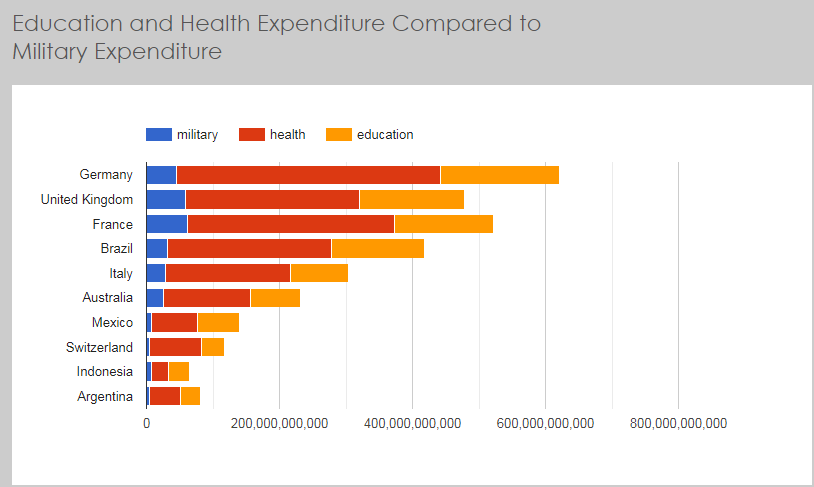 Education and Health Expenditure Compared to
Military Expenditure
military health education
Germany
United Kingdom
France
Brazil
Italy
Australia
Mexico
Switzerland
Indonesia
Argentina
0 200,000,000,000 400,000,000,000 600,000,000,000 800,000,000,000